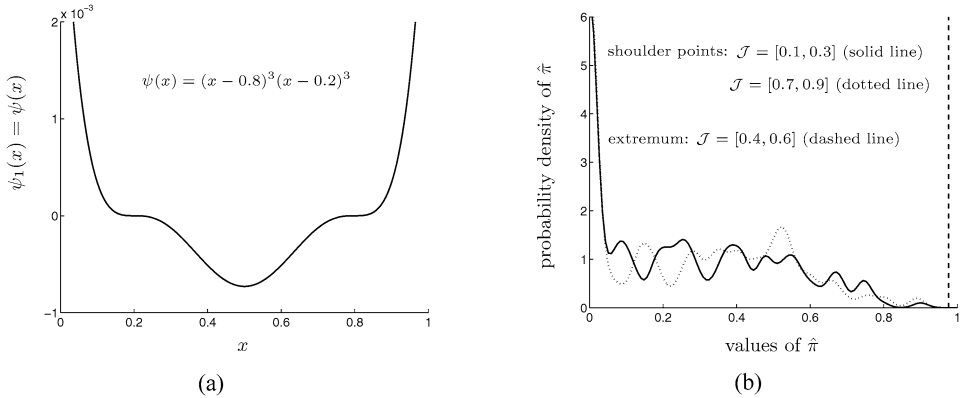 × 10⁻³
2
1
0
−1
ψ₁(x) = ψ(x)
ψ(x) = (x − 0.8)³(x − 0.2)³
0 0.2 0.4 0.6 0.8 1
x
(a)
6
5
4
3
2
1
0
probability density of π̂
shoulder points: 𝒥 = [0.1, 0.3] (solid line)
𝒥 = [0.7, 0.9] (dotted line)
extremum: 𝒥 = [0.4, 0.6] (dashed line)
0 0.2 0.4 0.6 0.8 1
values of π̂
(b)